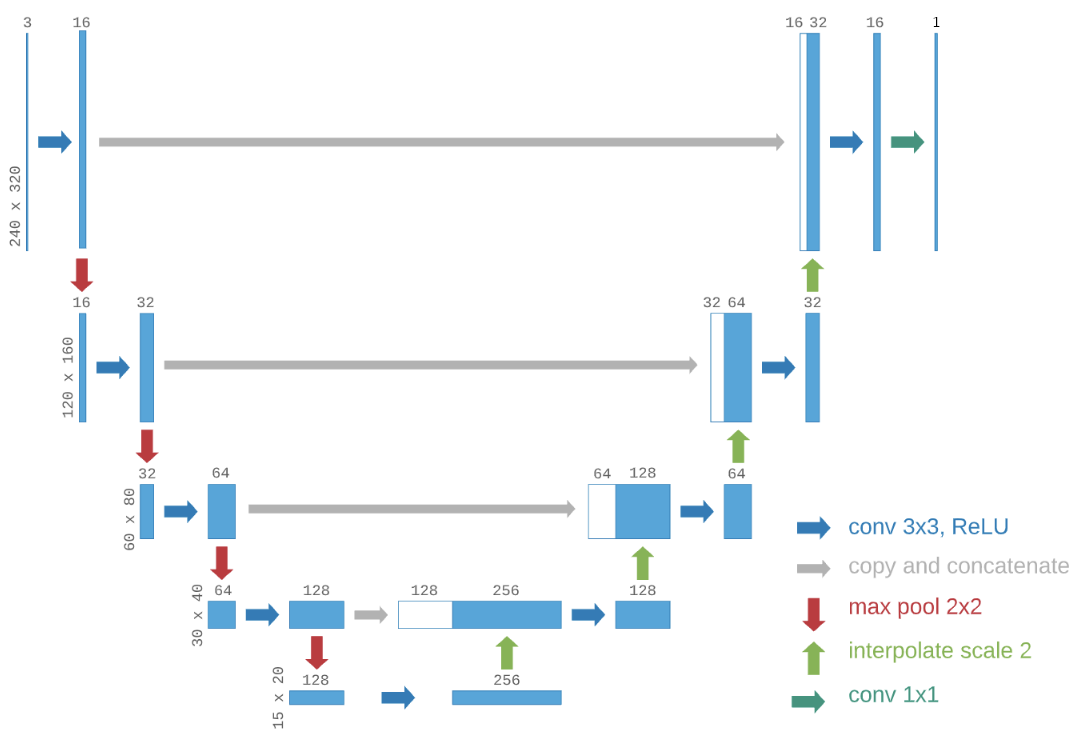 3 16 16 32 16 1
240 x 320
16 32 32 64 32
120 x 160
32 64 64 128 64
60 x 80
conv 3x3, ReLU
copy and concatenate
64 128 128 256 128
30 x 40
max pool 2x2
interpolate scale 2
128 256
15 x 20
conv 1x1